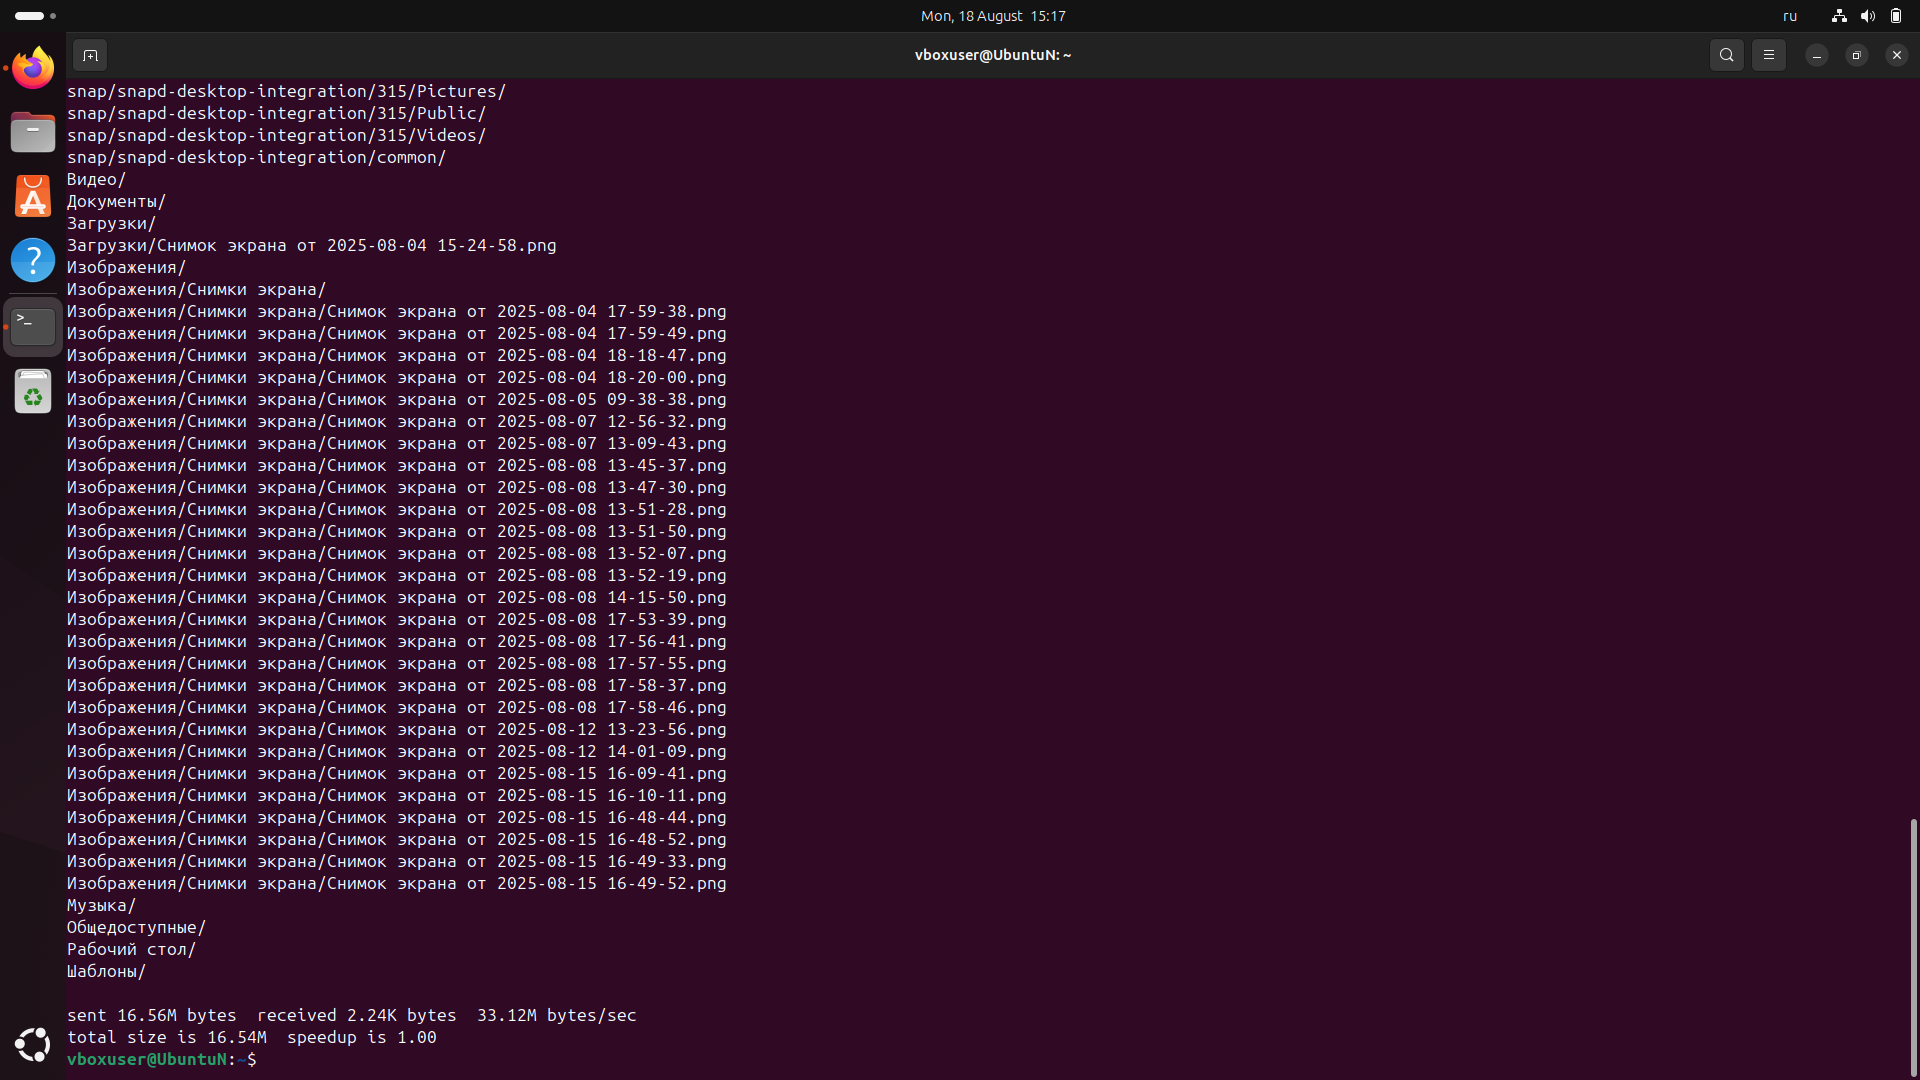 Mon, 18 August 15:17
ru
vboxuser@UbuntuN: ~
snap/snapd-desktop-integration/315/Pictures/
snap/snapd-desktop-integration/315/Public/
snap/snapd-desktop-integration/315/Videos/
snap/snapd-desktop-integration/common/
Видео/
Документы/
Загрузки/
Загрузки/Снимок экрана от 2025-08-04 15-24-58.png
Изображения/
Изображения/Снимки экрана/
Изображения/Снимки экрана/Снимок экрана от 2025-08-04 17-59-38.png
Изображения/Снимки экрана/Снимок экрана от 2025-08-04 17-59-49.png
Изображения/Снимки экрана/Снимок экрана от 2025-08-04 18-18-47.png
Изображения/Снимки экрана/Снимок экрана от 2025-08-04 18-20-00.png
Изображения/Снимки экрана/Снимок экрана от 2025-08-05 09-38-38.png
Изображения/Снимки экрана/Снимок экрана от 2025-08-07 12-56-32.png
Изображения/Снимки экрана/Снимок экрана от 2025-08-07 13-09-43.png
Изображения/Снимки экрана/Снимок экрана от 2025-08-08 13-45-37.png
Изображения/Снимки экрана/Снимок экрана от 2025-08-08 13-47-30.png
Изображения/Снимки экрана/Снимок экрана от 2025-08-08 13-51-28.png
Изображения/Снимки экрана/Снимок экрана от 2025-08-08 13-51-50.png
Изображения/Снимки экрана/Снимок экрана от 2025-08-08 13-52-07.png
Изображения/Снимки экрана/Снимок экрана от 2025-08-08 13-52-19.png
Изображения/Снимки экрана/Снимок экрана от 2025-08-08 14-15-50.png
Изображения/Снимки экрана/Снимок экрана от 2025-08-08 17-53-39.png
Изображения/Снимки экрана/Снимок экрана от 2025-08-08 17-56-41.png
Изображения/Снимки экрана/Снимок экрана от 2025-08-08 17-57-55.png
Изображения/Снимки экрана/Снимок экрана от 2025-08-08 17-58-37.png
Изображения/Снимки экрана/Снимок экрана от 2025-08-08 17-58-46.png
Изображения/Снимки экрана/Снимок экрана от 2025-08-12 13-23-56.png
Изображения/Снимки экрана/Снимок экрана от 2025-08-12 14-01-09.png
Изображения/Снимки экрана/Снимок экрана от 2025-08-15 16-09-41.png
Изображения/Снимки экрана/Снимок экрана от 2025-08-15 16-10-11.png
Изображения/Снимки экрана/Снимок экрана от 2025-08-15 16-48-44.png
Изображения/Снимки экрана/Снимок экрана от 2025-08-15 16-48-52.png
Изображения/Снимки экрана/Снимок экрана от 2025-08-15 16-49-33.png
Изображения/Снимки экрана/Снимок экрана от 2025-08-15 16-49-52.png
Музыка/
Общедоступные/
Рабочий стол/
Шаблоны/
sent 16.56M bytes  received 2.24K bytes  33.12M bytes/sec
total size is 16.54M  speedup is 1.00
vboxuser@UbuntuN:~$